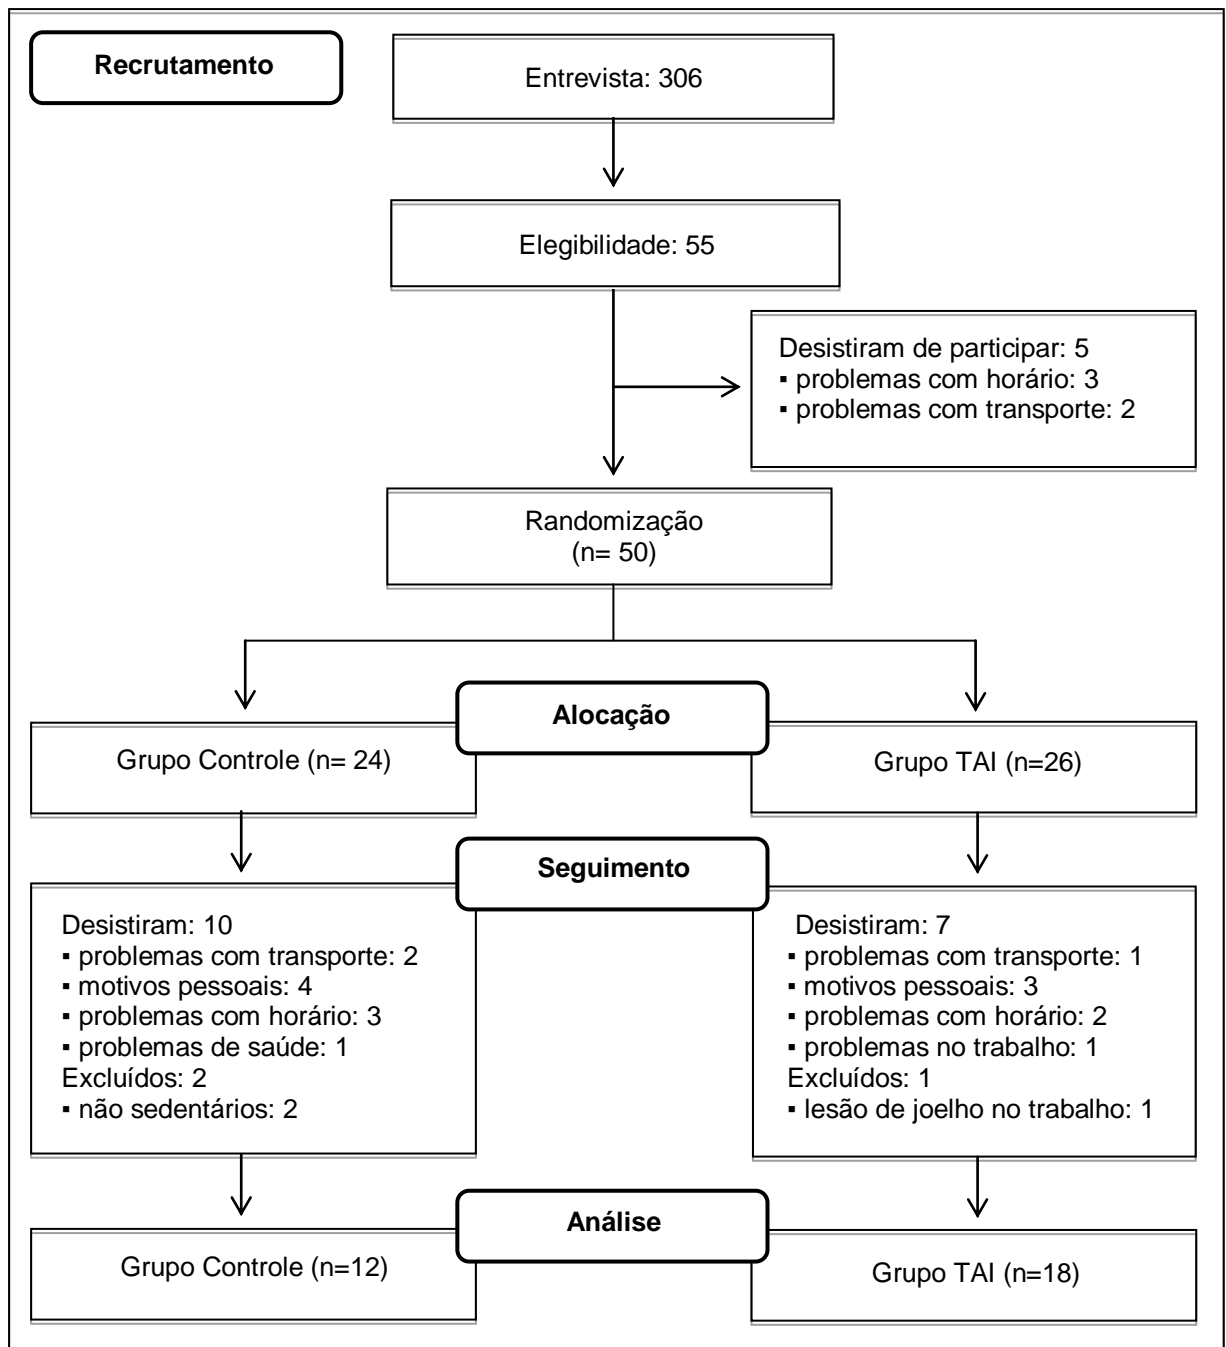 Recrutamento
Entrevista: 306
Elegibilidade: 55
Desistiram de participar: 5
▪ problemas com horário: 3
▪ problemas com transporte: 2
Randomização
(n= 50)
Alocação
Grupo Controle (n= 24)
Grupo TAI (n=26)
Seguimento
Desistiram: 10
▪ problemas com transporte: 2
▪ motivos pessoais: 4
▪ problemas com horário: 3
▪ problemas de saúde: 1
Excluídos: 2
▪ não sedentários: 2
Desistiram: 7
▪ problemas com transporte: 1
▪ motivos pessoais: 3
▪ problemas com horário: 2
▪ problemas no trabalho: 1
Excluídos: 1
▪ lesão de joelho no trabalho: 1
Análise
Grupo Controle (n=12)
Grupo TAI (n=18)